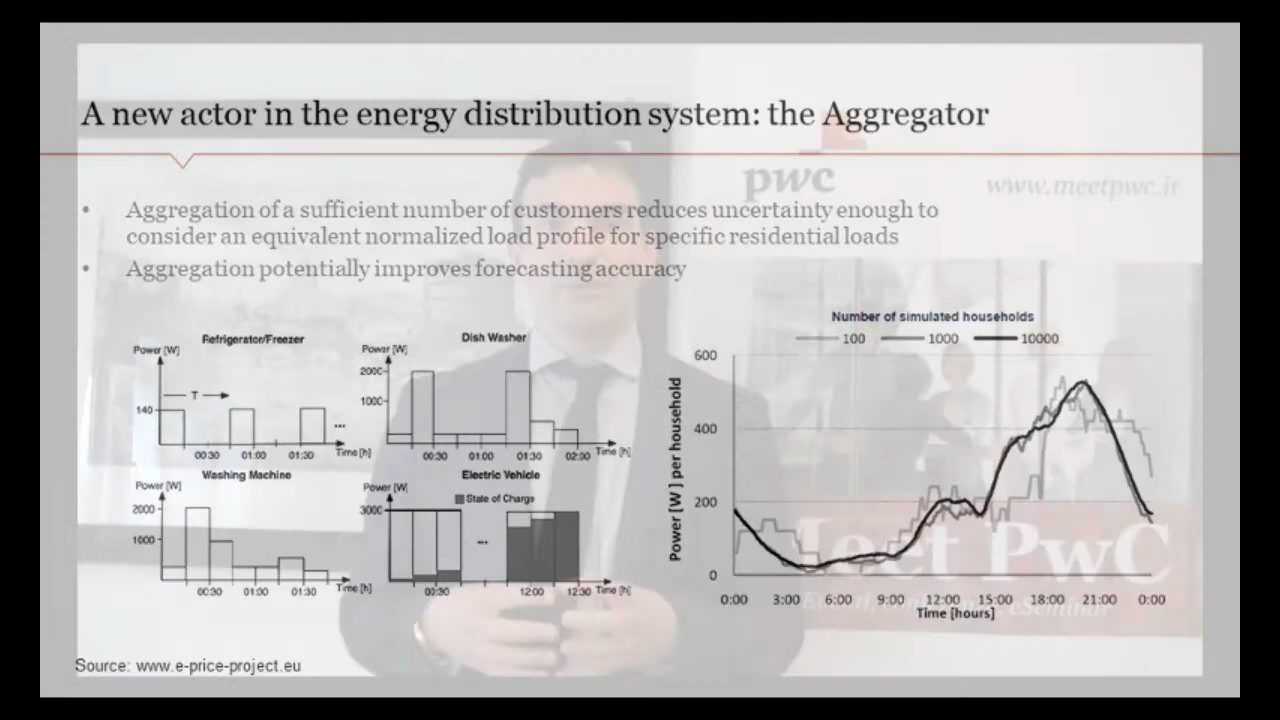 A new actor in the energy distribution system: the Aggregator
pwc
www.meetpwc.it
• Aggregation of a sufficient number of customers reduces uncertainty enough to
consider an equivalent normalized load profile for specific residential loads
• Aggregation potentially improves forecasting accuracy
Refrigerator/Freezer
Power [W]
T
140
...
00:30 01:00 01:30 Time [h]
Dish Washer
Power [W]
2000
1000
00:30 01:00 01:30 02:00 Time [h]
Washing Machine
Power [W]
2000
1000
00:30 01:00 01:30 Time [h]
Electric Vehicle
Power [W]
State of Charge
3000
...
00:30 12:00 12:30 Time [h]
Number of simulated households
100 1000 10000
Power [W] per household
600
400
200
0
0:00 3:00 6:00 9:00 12:00 15:00 18:00 21:00 0:00
Time [hours]
Meet PwC
Source: www.e-price-project.eu